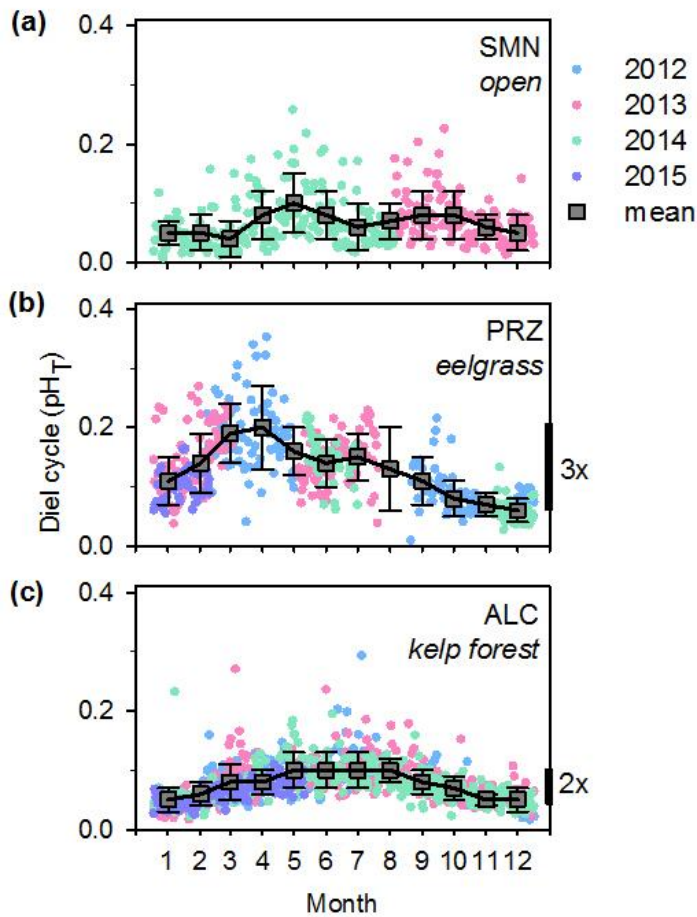 (a)
0.4
0.2
0.0
SMN
open
2012
2013
2014
2015
mean
(b)
0.4
0.2
0.0
PRZ
eelgrass
3x
Diel cycle (pHT)
(c)
0.4
0.2
0.0
ALC
kelp forest
2x
1 2 3 4 5 6 7 8 9 10 11 12
Month